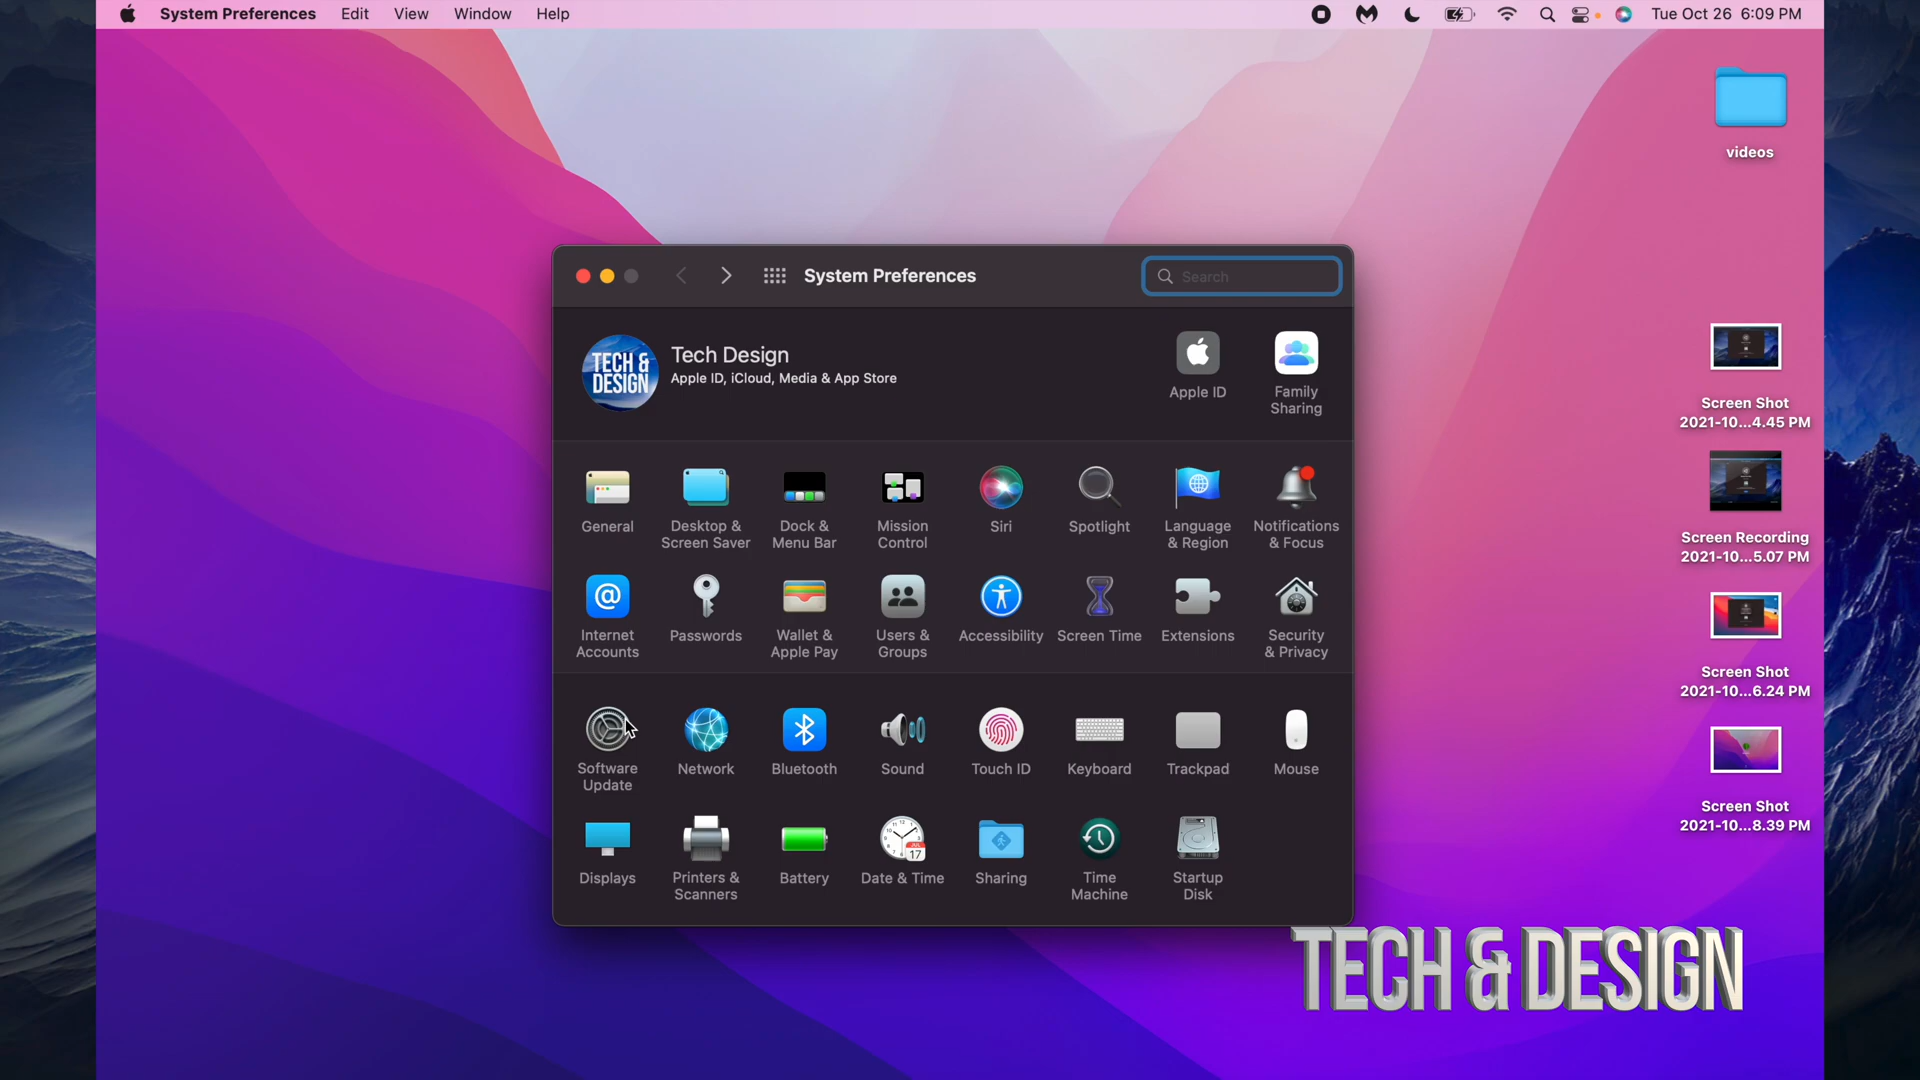 System Preferences Edit View Window Help Tue Oct 26 6:09 PM
videos
System Preferences Search
TECH &
DESIGN
Tech Design
Apple ID, iCloud, Media & App Store
Apple ID
Family
Sharing
General
Desktop &
Screen Saver
Dock &
Menu Bar
Mission
Control
Siri
Spotlight
Language
& Region
Notifications
& Focus
Internet
Accounts
Passwords
Wallet &
Apple Pay
Users &
Groups
Accessibility
Screen Time
Extensions
Security
& Privacy
Software
Update
Network
Bluetooth
Sound
Touch ID
Keyboard
Trackpad
Mouse
Displays
Printers &
Scanners
Battery
JUL
17
Date & Time
Sharing
Time
Machine
Startup
Disk
Screen Shot
2021-10...4.45 PM
Screen Recording
2021-10...5.07 PM
Screen Shot
2021-10...6.24 PM
Screen Shot
2021-10...8.39 PM
TECH & DESIGN